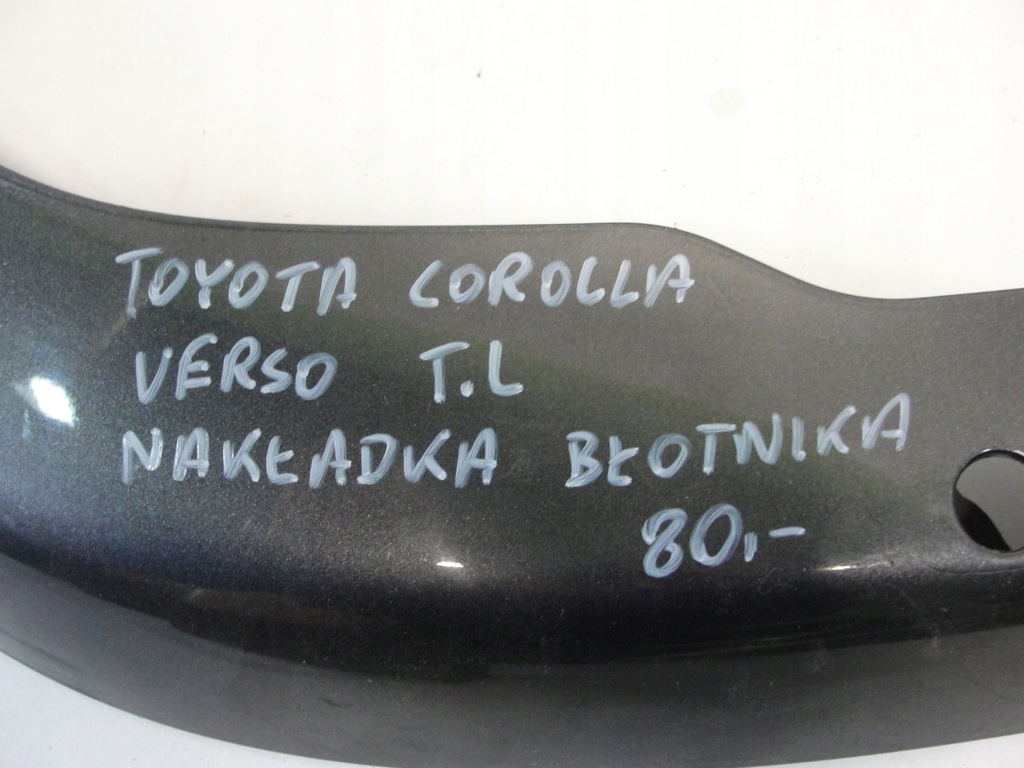 TOYOTA COROLLA
VERSO T.L
NAKŁADKA BŁOTNIKA
80,-